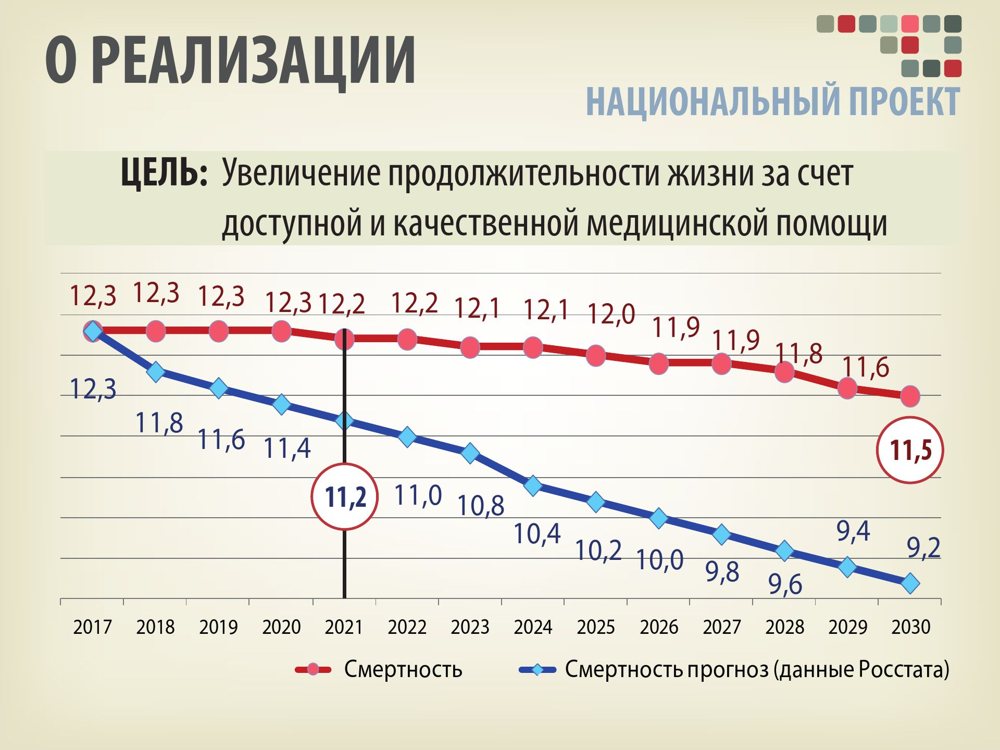 О РЕАЛИЗАЦИИ
НАЦИОНАЛЬНЫЙ ПРОЕКТ
ЦЕЛЬ: Увеличение продолжительности жизни за счет
доступной и качественной медицинской помощи
12,3 12,3 12,3 12,3 12,2 12,2 12,1 12,1 12,0 11,9 11,9 11,8 11,6 11,5
12,3 11,8 11,6 11,4 11,2 11,0 10,8 10,4 10,2 10,0 9,8 9,6 9,4 9,2
2017 2018 2019 2020 2021 2022 2023 2024 2025 2026 2027 2028 2029 2030
Смертность Смертность прогноз (данные Росстата)